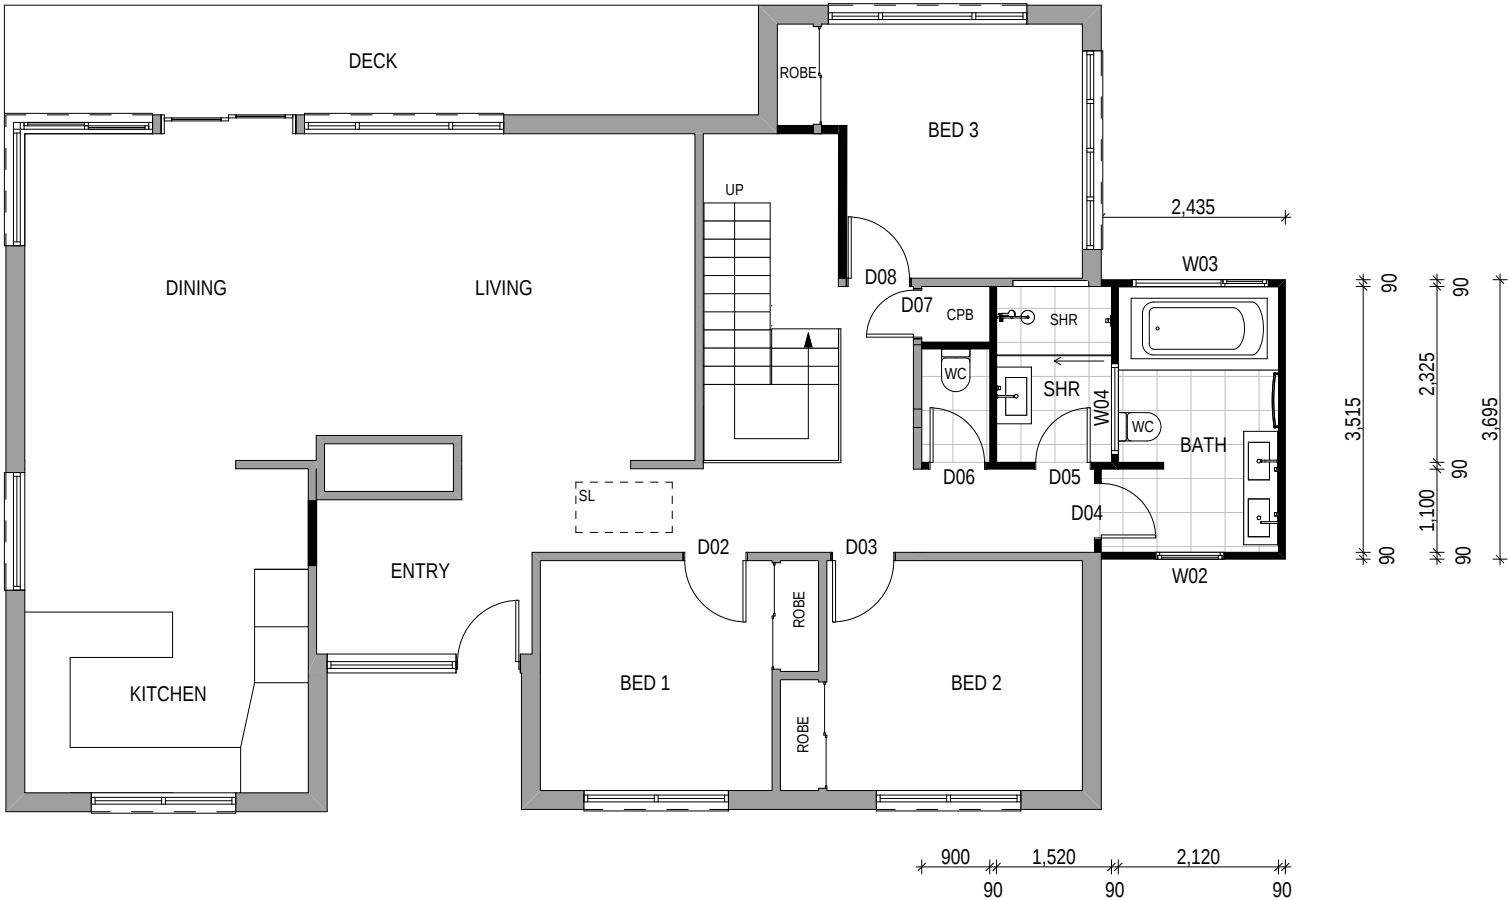 DECK
ROBE
BED 3
UP
2,435
W03
D08
D07
CPB
SHR
DINING
LIVING
90
90
WC
SHR
W04
WC
BATH
2,325
3,515
3,695
SL
D06
D05
D04
90
1,100
D02
D03
90
90
ENTRY
W02
ROBE
KITCHEN
BED 1
BED 2
ROBE
900
1,520
2,120
90
90
90